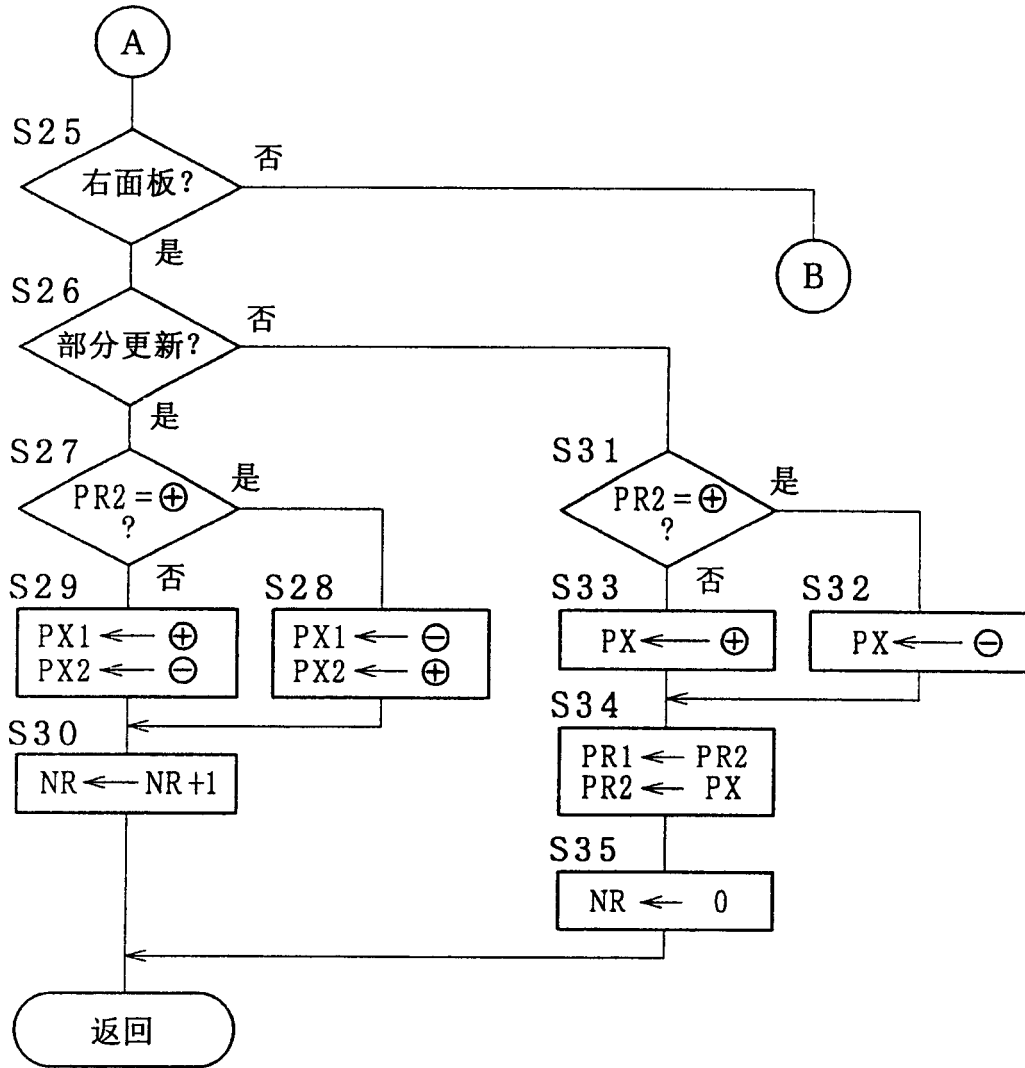 A
S25
右面板?
否
是
B
S26
部分更新?
否
是
S27
PR2=⊕
?
是
否
S31
PR2=⊕
?
是
否
S29
PX1 ← ⊕
PX2 ← ⊖
S28
PX1 ← ⊖
PX2 ← ⊕
S33
PX ← ⊕
S32
PX ← ⊖
S30
NR ← NR+1
S34
PR1 ← PR2
PR2 ← PX
S35
NR ← 0
返回